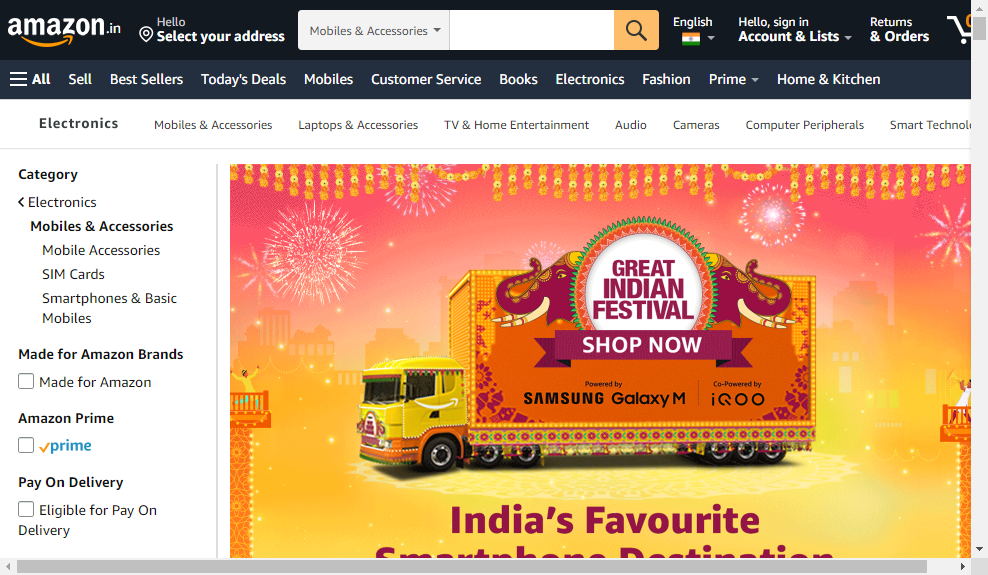 amazon.in
Hello
Select your address
Mobiles & Accessories
English
Hello, sign in
Account & Lists
Returns
& Orders
0
All
Sell
Best Sellers
Today's Deals
Mobiles
Customer Service
Books
Electronics
Fashion
Prime
Home & Kitchen
Electronics
Mobiles & Accessories
Laptops & Accessories
TV & Home Entertainment
Audio
Cameras
Computer Peripherals
Smart Technol
Category
Electronics
Mobiles & Accessories
Mobile Accessories
SIM Cards
Smartphones & Basic
Mobiles
Made for Amazon Brands
Made for Amazon
Amazon Prime
prime
Pay On Delivery
Eligible for Pay On
Delivery
GREAT
INDIAN
FESTIVAL
SHOP NOW
Powered by
SAMSUNG Galaxy M
Co-Powered by
iQOO
India's Favourite
Smartphone Destination